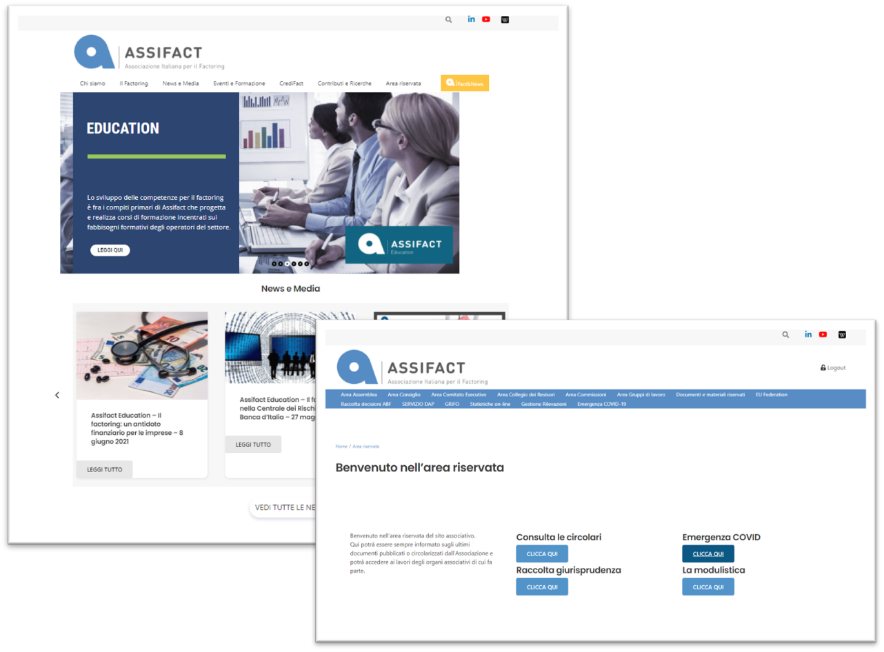 ASSIFACT
Associazione Italiana per il Factoring
Chi siamo Il Factoring News e Media Eventi e Formazione CrediFact Contributi e Ricerche Area riservata
EDUCATION
Lo sviluppo delle competenze per il factoring
è fra i compiti primari di Assifact che progetta
e realizza corsi di formazione incentrati sui
fabbisogni formativi degli operatori del settore.
LEGGI QUI
ASSIFACT
Education
News e Media
Assifact Education – Il
factoring: un antidoto
finanziario per le imprese – 8
giugno 2021
LEGGI TUTTO
Assifact Education – Il f
nella Centrale dei Rischi
Banca d'Italia – 27 mag
LEGGI TUTTO
VEDI TUTTE LE NE
ASSIFACT
Associazione Italiana per il Factoring
Logout
Area Assemblea Area Consiglio Area Comitato Esecutivo Area Collegio dei Revisori Area Commissioni Area Gruppi di lavoro Documenti e materiali riservati EU Federation
Raccolta decisioni ABF SERVIZIO DAP GRIFO Statistiche on-line Gestione Rilevazioni Emergenza COVID-19
Home / Area riservata
Benvenuto nell'area riservata
Benvenuto nell'area riservata del sito associativo.
Qui potrà essere sempre informato sugli ultimi
documenti pubblicati o circolarizzati dall'Associazione e
potrà accedere ai lavori degli organi associativi di cui fa
parte.
Consulta le circolari
CLICCA QUI
Raccolta giurisprudenza
CLICCA QUI
Emergenza COVID
CLICCA QUI
La modulistica
CLICCA QUI